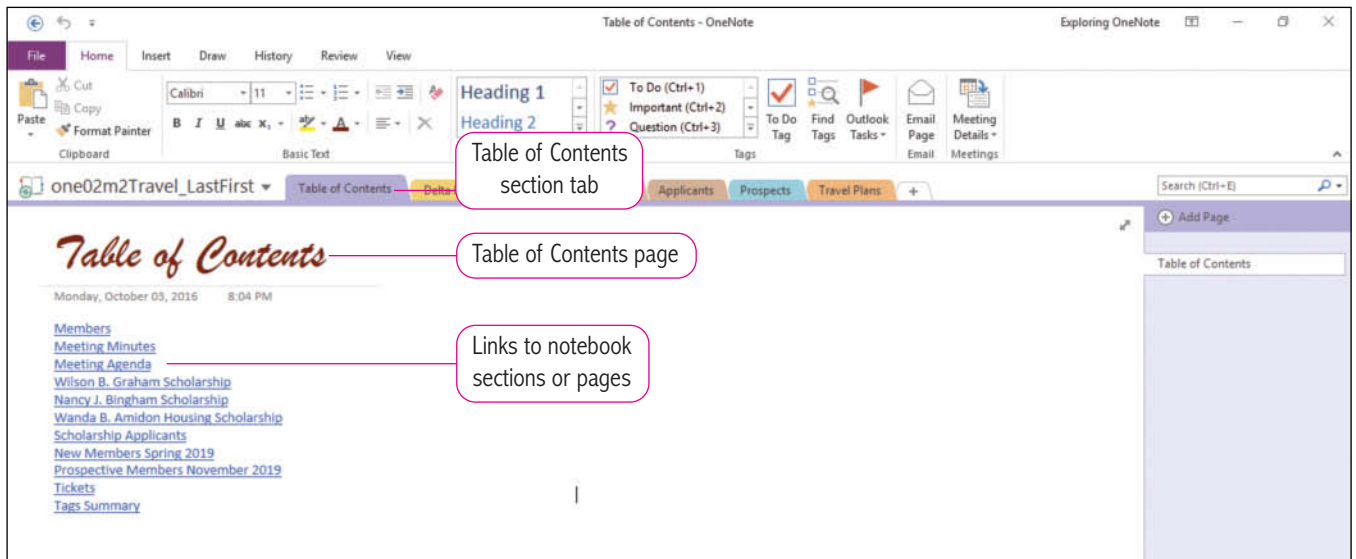 Table of Contents - OneNote
Exploring OneNote
File Home Insert Draw History Review View
Paste
Cut
Copy
Format Painter
Clipboard
Calibri 11
B I U abc x,
Basic Text
Heading 1
Heading 2
To Do (Ctrl+1)
Important (Ctrl+2)
Question (Ctrl+3)
To Do Tag
Find Tags
Outlook Tasks
Tags
Email Page
Email
Meeting Details
Meetings
one02m2Travel_LastFirst
Table of Contents
Delta
Applicants
Prospects
Travel Plans
+
Search (Ctrl+E)
Table of Contents
section tab
Add Page
Table of Contents
Table of Contents
Table of Contents page
Monday, October 03, 2016 8:04 PM
Members
Meeting Minutes
Meeting Agenda
Wilson B. Graham Scholarship
Nancy J. Bingham Scholarship
Wanda B. Amidon Housing Scholarship
Scholarship Applicants
New Members Spring 2019
Prospective Members November 2019
Tickets
Tags Summary
Links to notebook
sections or pages